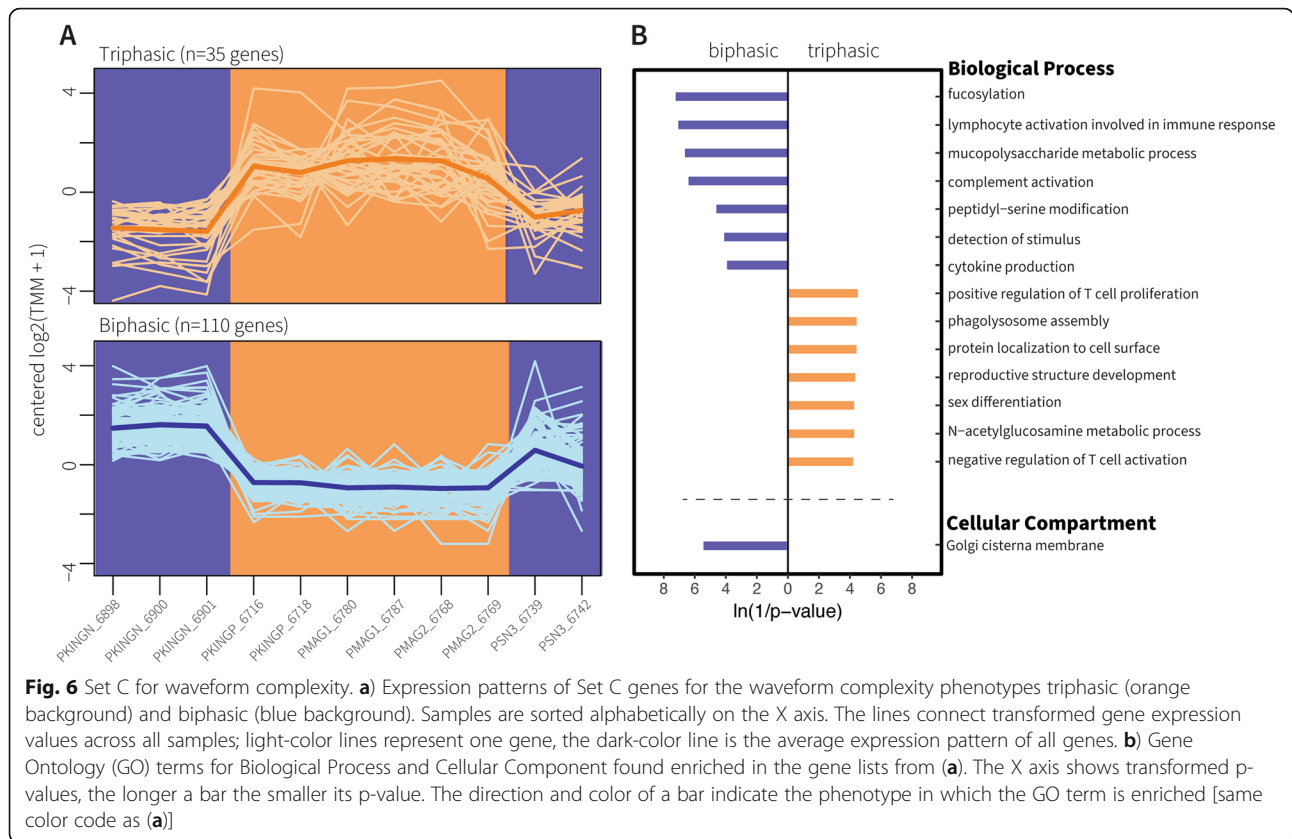 A
Triphasic (n=35 genes)
4
0
−4
Biphasic (n=110 genes)
4
0
−4
centered log2(TMM + 1)
PKINGN_6898
PKINGN_6900
PKINGN_6901
PKINGP_6716
PKINGP_6718
PMAG1_6780
PMAG1_6787
PMAG2_6768
PMAG2_6769
PSN3_6739
PSN3_6742
B
biphasic triphasic
Biological Process
fucosylation
lymphocyte activation involved in immune response
mucopolysaccharide metabolic process
complement activation
peptidyl−serine modification
detection of stimulus
cytokine production
positive regulation of T cell proliferation
phagolysosome assembly
protein localization to cell surface
reproductive structure development
sex differentiation
N−acetylglucosamine metabolic process
negative regulation of T cell activation
Cellular Compartment
Golgi cisterna membrane
8 6 4 2 0 2 4 6 8
ln(1/p−value)
Fig. 6 Set C for waveform complexity. a) Expression patterns of Set C genes for the waveform complexity phenotypes triphasic (orange
background) and biphasic (blue background). Samples are sorted alphabetically on the X axis. The lines connect transformed gene expression
values across all samples; light-color lines represent one gene, the dark-color line is the average expression pattern of all genes. b) Gene
Ontology (GO) terms for Biological Process and Cellular Component found enriched in the gene lists from (a). The X axis shows transformed p-
values, the longer a bar the smaller its p-value. The direction and color of a bar indicate the phenotype in which the GO term is enriched [same
color code as (a)]